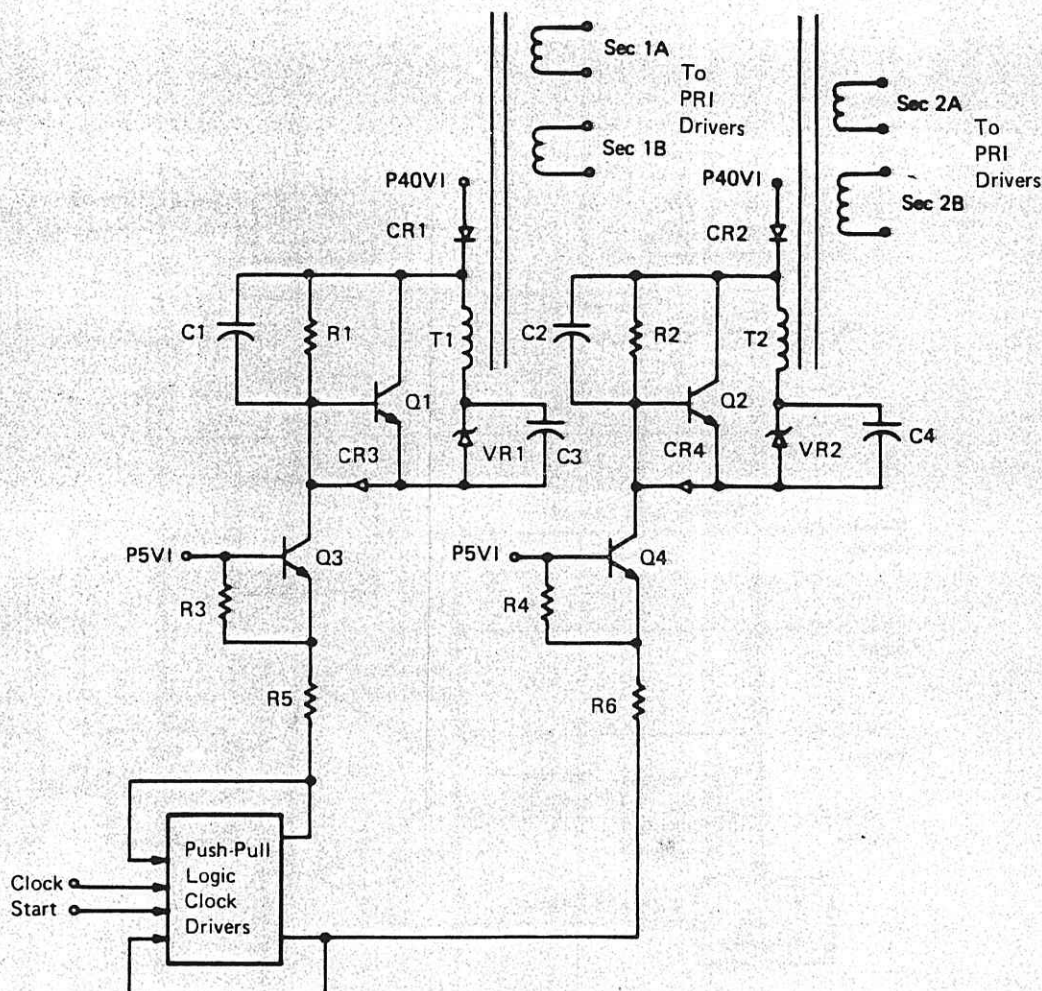 Sec 1A
To
PRI
Drivers
Sec 1B
Sec 2A
To
PRI
Drivers
Sec 2B
P40VI
P40VI
CR1
CR2
C1
R1
T1
C2
R2
T2
Q1
Q2
CR3
VR1
C3
CR4
VR2
C4
P5VI
Q3
P5VI
Q4
R3
R4
R5
R6
Push-Pull
Logic
Clock
Drivers
Clock
Start